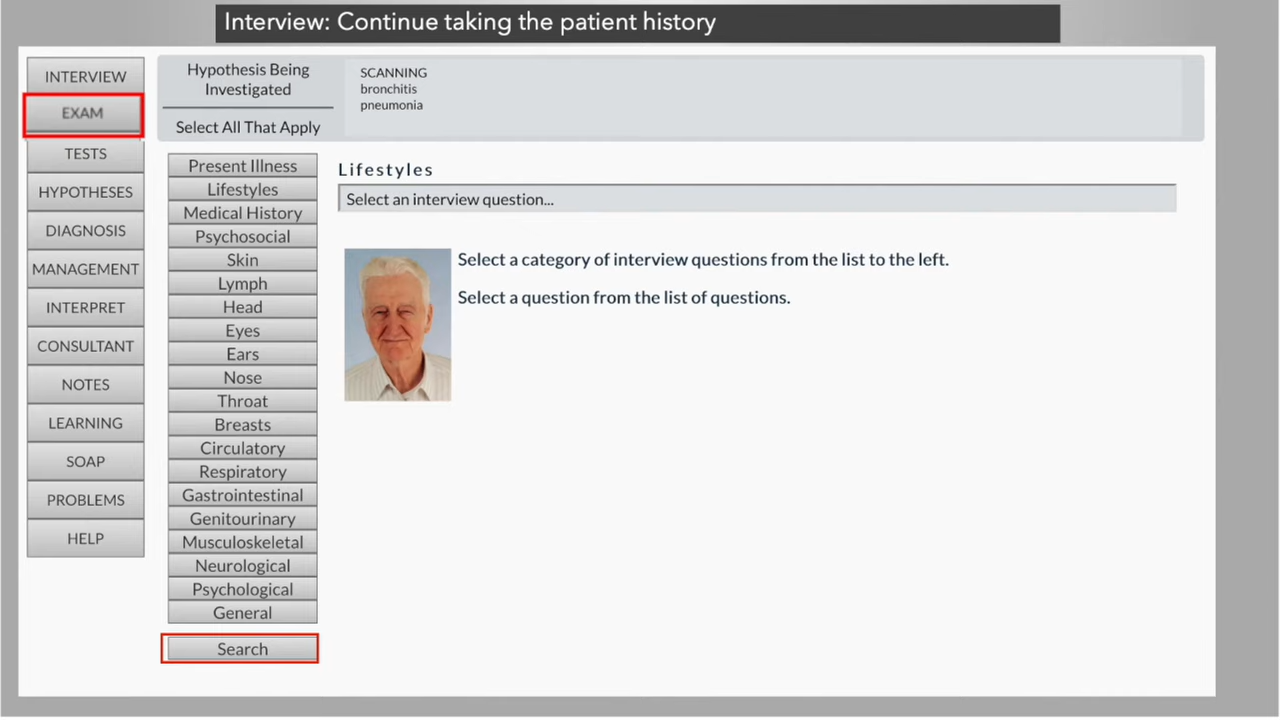 Interview: Continue taking the patient history
INTERVIEW
EXAM
TESTS
HYPOTHESES
DIAGNOSIS
MANAGEMENT
INTERPRET
CONSULTANT
NOTES
LEARNING
SOAP
PROBLEMS
HELP
Hypothesis Being
Investigated
Select All That Apply
SCANNING
bronchitis
pneumonia
Present Illness
Lifestyles
Medical History
Psychosocial
Skin
Lymph
Head
Eyes
Ears
Nose
Throat
Breasts
Circulatory
Respiratory
Gastrointestinal
Genitourinary
Musculoskeletal
Neurological
Psychological
General
Search
Lifestyles
Select an interview question...
Select a category of interview questions from the list to the left.
Select a question from the list of questions.